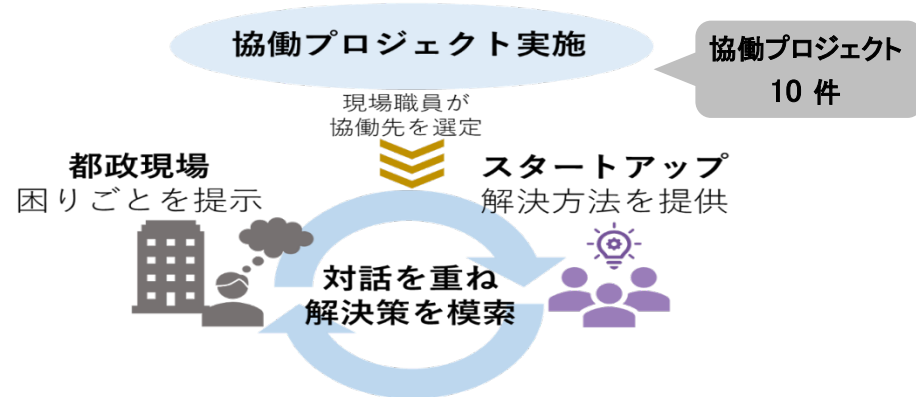 協働プロジェクト実施
協働プロジェクト
10 件
現場職員が
協働先を選定
都政現場
困りごとを提示
スタートアップ
解決方法を提供
対話を重ね
解決策を模索